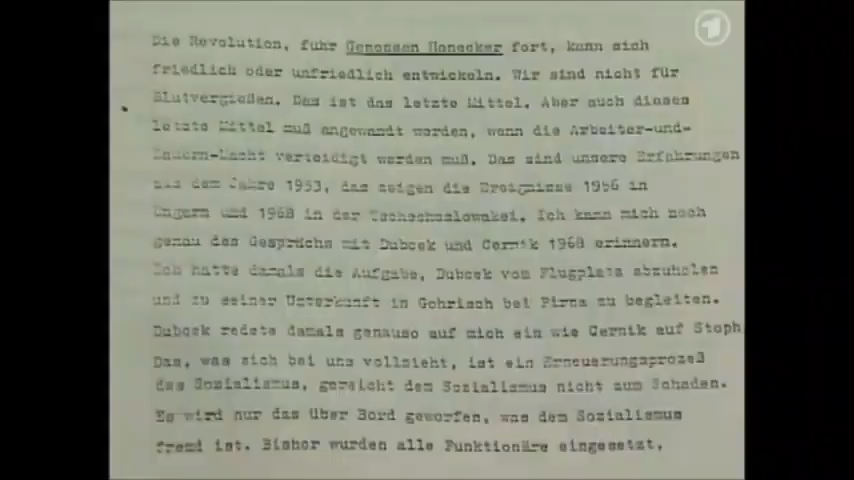 Die Revolution, fuhr Genossen Honecker fort, kann sich
friedlich oder unfriedlich entwickeln. Wir sind nicht für
Blutvergießen. Das ist das letzte Mittel. Aber auch dieses
letzte Mittel muß angewandt werden, wenn die Arbeiter-und-
Bauern-Macht verteidigt werden muß. Das sind unsere Erfahrungen
aus dem Jahre 1953, das zeigen die Ereignisse 1956 in
Ungarn und 1968 in der Tschechoslowakei. Ich kann mich noch
genau des Gesprächs mit Dubcek und Cernik 1968 erinnern.
Ich hatte damals die Aufgabe, Dubcek vom Flugplatz abzuholen
und zu seiner Unterkunft in Gohrisch bei Pirna zu begleiten.
Dubcek redete damals genauso auf mich ein wie Cernik auf Stoph
Das, was sich bei uns vollzieht, ist ein Erneuerungsprozeß
des Sozialismus, gereicht dem Sozialismus nicht zum Schaden.
Es wird nur das über Bord geworfen, was dem Sozialismus
fremd ist. Bisher wurden alle Funktionäre eingesetzt,